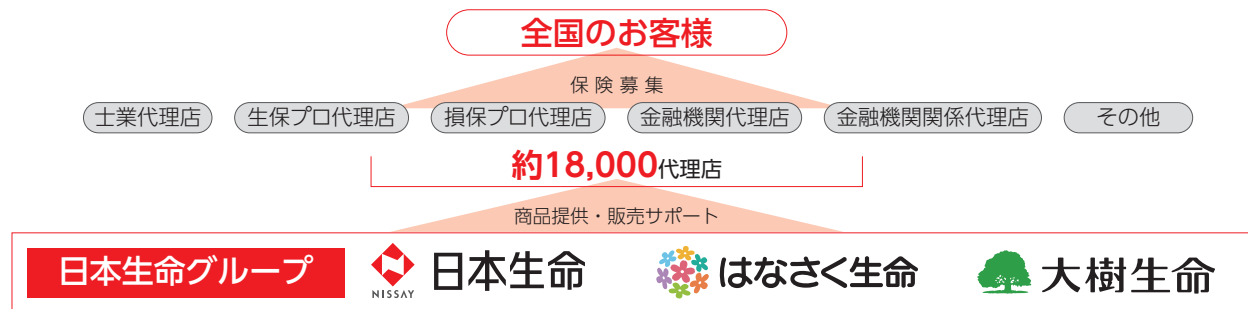 全国のお客様
保険募集
士業代理店 生保プロ代理店 損保プロ代理店 金融機関代理店 金融機関関係代理店 その他
約18,000代理店
商品提供・販売サポート
日本生命グループ NISSAY 日本生命 はなさく生命 大樹生命